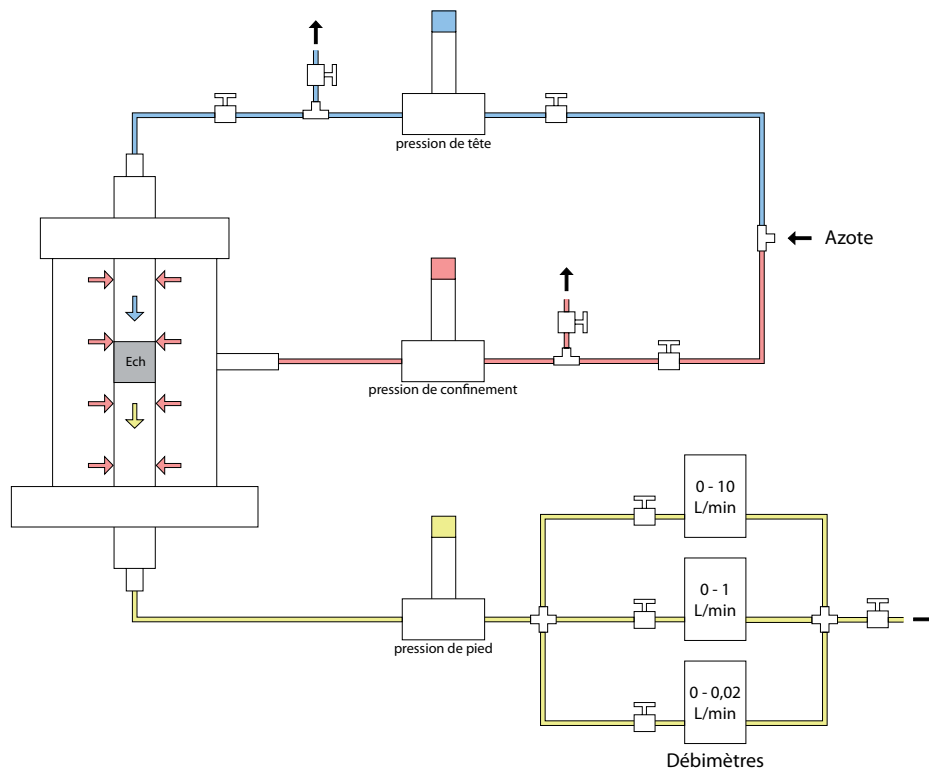 pression de tête
Azote
Ech
pression de confinement
0 - 10
L/min
0 - 1
L/min
pression de pied
0 - 0,02
L/min
Débimètres